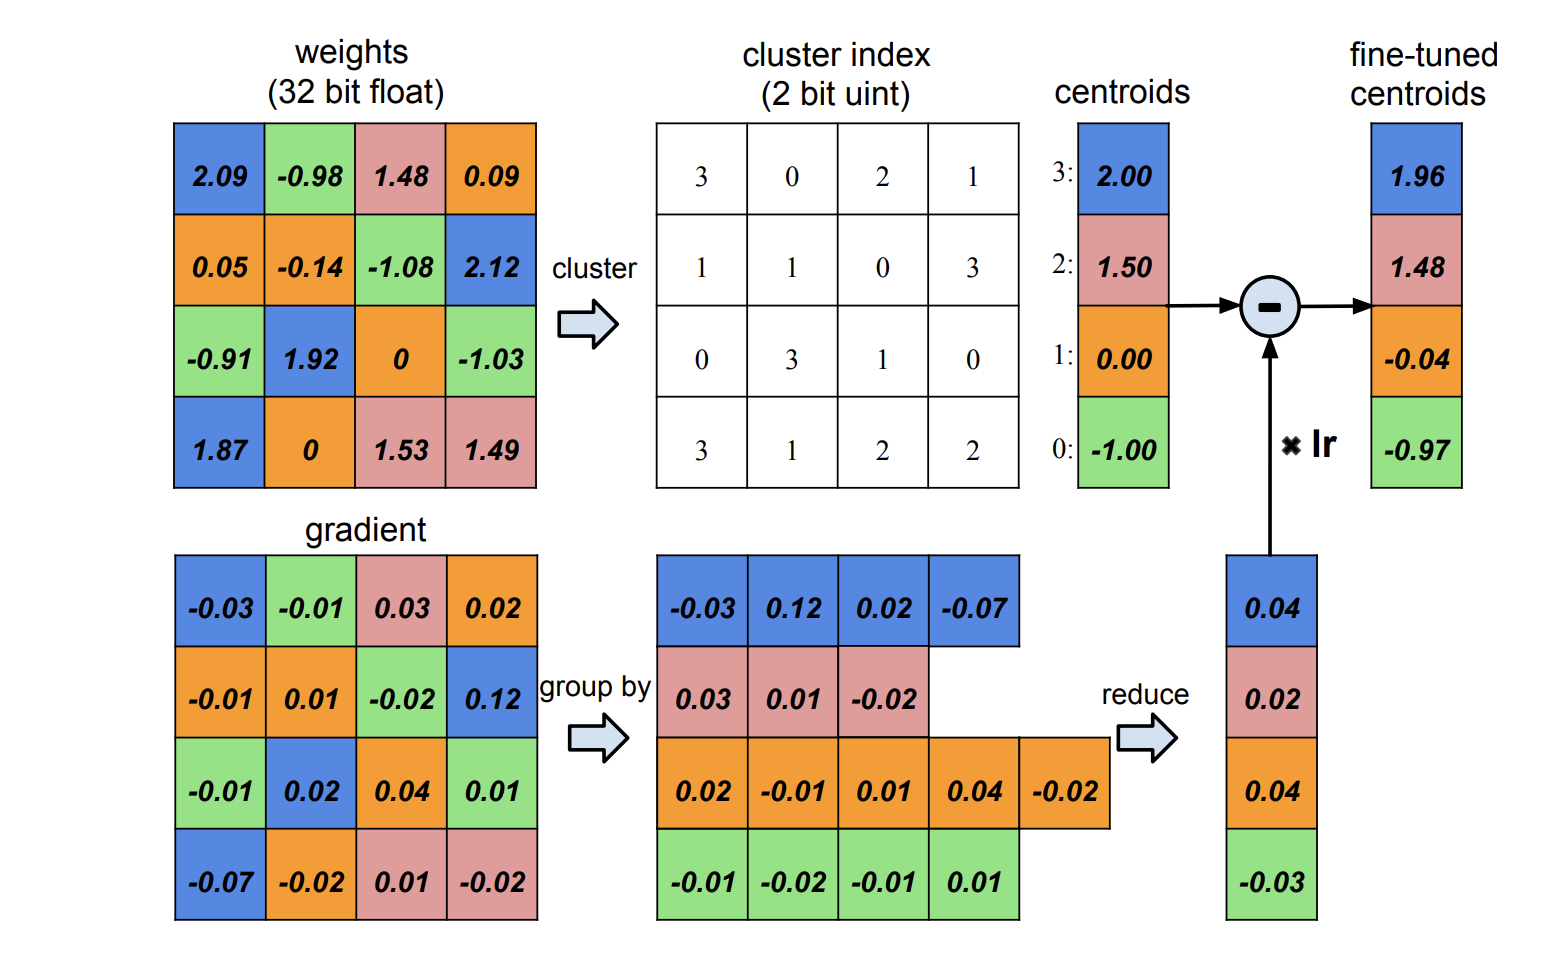 weights
(32 bit float)
cluster index
(2 bit uint)
centroids
fine-tuned
centroids
2.09 -0.98 1.48 0.09
0.05 -0.14 -1.08 2.12
-0.91 1.92 0 -1.03
1.87 0 1.53 1.49
cluster
3 0 2 1
1 1 0 3
0 3 1 0
3 1 2 2
3: 2.00
2: 1.50
1: 0.00
0: -1.00
-
× lr
1.96
1.48
-0.04
-0.97
gradient
-0.03 -0.01 0.03 0.02
-0.01 0.01 -0.02 0.12
-0.01 0.02 0.04 0.01
-0.07 -0.02 0.01 -0.02
group by
-0.03 0.12 0.02 -0.07
0.03 0.01 -0.02
0.02 -0.01 0.01 0.04 -0.02
-0.01 -0.02 -0.01 0.01
reduce
0.04
0.02
0.04
-0.03